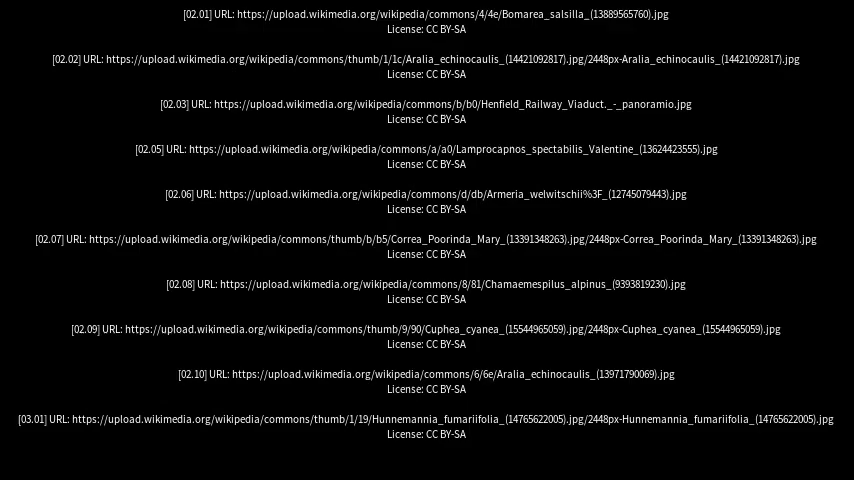 [02.01] URL: https://upload.wikimedia.org/wikipedia/commons/4/4e/Bomarea_salsilla_(13889565760).jpg
License: CC BY-SA
[02.02] URL: https://upload.wikimedia.org/wikipedia/commons/thumb/1/1c/Aralia_echinocaulis_(14421092817).jpg/2448px-Aralia_echinocaulis_(14421092817).jpg
License: CC BY-SA
[02.03] URL: https://upload.wikimedia.org/wikipedia/commons/b/b0/Henfield_Railway_Viaduct._-_panoramio.jpg
License: CC BY-SA
[02.05] URL: https://upload.wikimedia.org/wikipedia/commons/a/a0/Lamprocapnos_spectabilis_Valentine_(13624423555).jpg
License: CC BY-SA
[02.06] URL: https://upload.wikimedia.org/wikipedia/commons/d/db/Armeria_welwitschii%3F_(12745079443).jpg
License: CC BY-SA
[02.07] URL: https://upload.wikimedia.org/wikipedia/commons/thumb/b/b5/Correa_Poorinda_Mary_(13391348263).jpg/2448px-Correa_Poorinda_Mary_(13391348263).jpg
License: CC BY-SA
[02.08] URL: https://upload.wikimedia.org/wikipedia/commons/8/81/Chamaemespilus_alpinus_(9393819230).jpg
License: CC BY-SA
[02.09] URL: https://upload.wikimedia.org/wikipedia/commons/thumb/9/90/Cuphea_cyanea_(15544965059).jpg/2448px-Cuphea_cyanea_(15544965059).jpg
License: CC BY-SA
[02.10] URL: https://upload.wikimedia.org/wikipedia/commons/6/6e/Aralia_echinocaulis_(13971790069).jpg
License: CC BY-SA
[03.01] URL: https://upload.wikimedia.org/wikipedia/commons/thumb/1/19/Hunnemannia_fumariifolia_(14765622005).jpg/2448px-Hunnemannia_fumariifolia_(14765622005).jpg
License: CC BY-SA